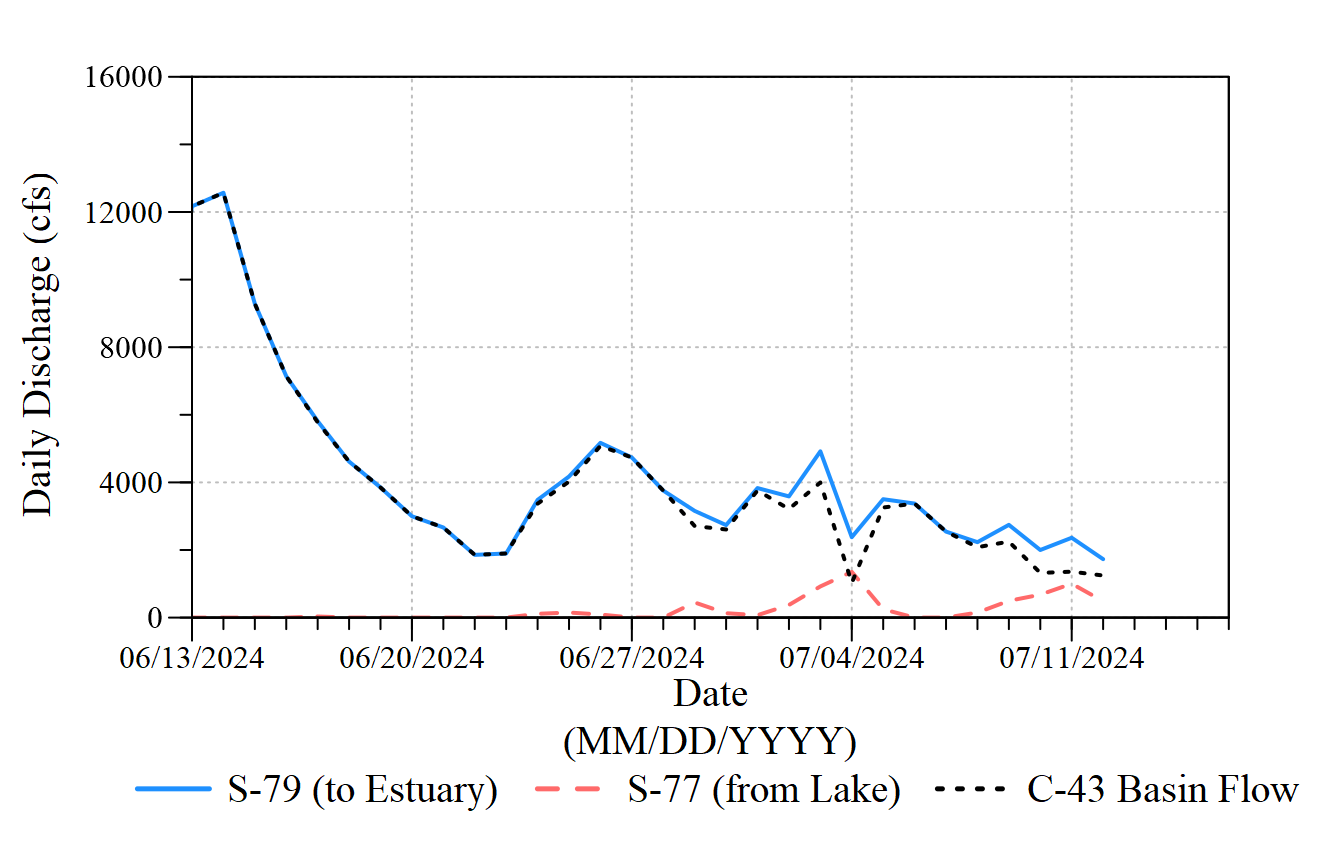 16000
12000
8000
4000
0
Daily Discharge (cfs)
06/13/2024 06/20/2024 06/27/2024 07/04/2024 07/11/2024
Date
(MM/DD/YYYY)
S-79 (to Estuary) S-77 (from Lake) C-43 Basin Flow